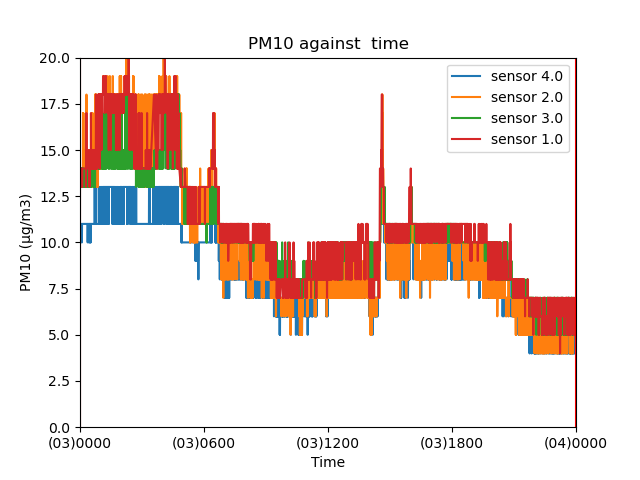 PM10 against  time
20.0
17.5
15.0
12.5
10.0
7.5
5.0
2.5
0.0
PM10 (μg/m3)
sensor 4.0
sensor 2.0
sensor 3.0
sensor 1.0
(03)0000
(03)0600
(03)1200
(03)1800
(04)0000
Time